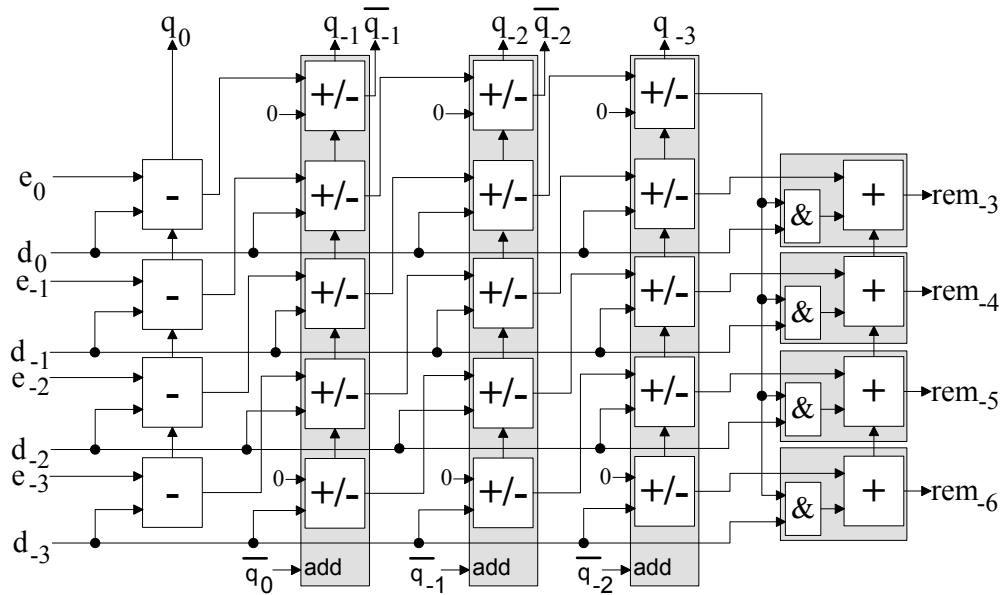 q₀ q₋₁ q̅₋₁ q₋₂ q̅₋₂ q₋₃
+/- +/- +/-
0 0 0
e₀ - +/- +/- +/- + rem₋₃
&
d₀
e₋₁ - +/- +/- +/- + rem₋₄
&
d₋₁
e₋₂ - +/- +/- +/- + rem₋₅
&
d₋₂
e₋₃ - 0 +/- 0 +/- 0 +/- + rem₋₆
&
d₋₃
q̅₀ add q̅₋₁ add q̅₋₂ add